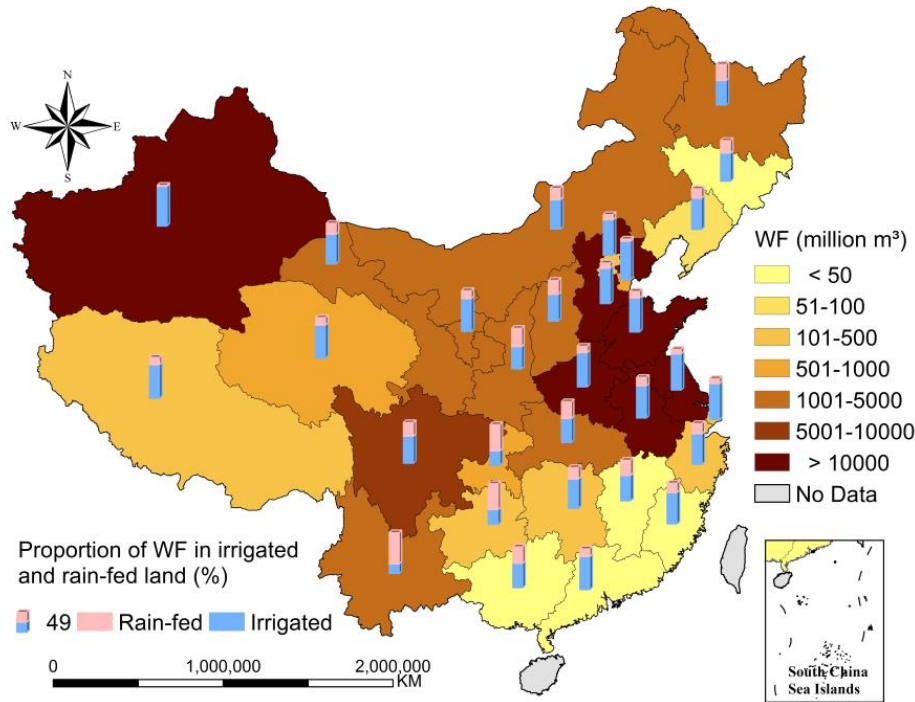 N
W
E
S
WF (million m³)
< 50
51-100
101-500
501-1000
1001-5000
5001-10000
> 10000
No Data
Proportion of WF in irrigated
and rain-fed land (%)
49 Rain-fed Irrigated
0 1,000,000 2,000,000
KM
South China
Sea Islands